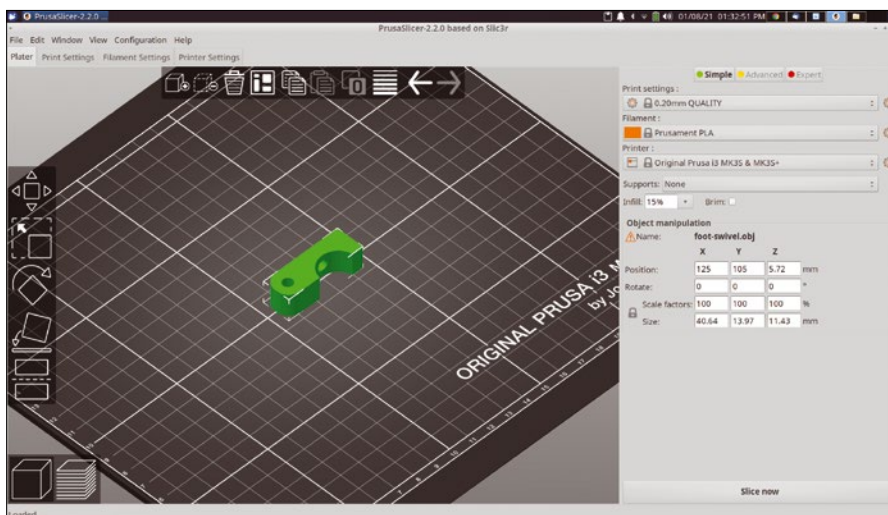 PrusaSlicer-2.2.0 ...
01/08/21 01:32:51 PM
PrusaSlicer-2.2.0 based on Slic3r
File Edit Window View Configuration Help
Plater Print Settings Filament Settings Printer Settings
Simple Advanced Expert
Print settings :
0.20mm QUALITY
Filament :
Prusament PLA
Printer :
Original Prusa i3 MK3S & MK3S+
Supports: None
Infill: 15% Brim:
Object manipulation
Name: foot-swivel.obj
X Y Z
Position: 125 105 5.72 mm
Rotate: 0 0 0 °
Scale factors: 100 100 100 %
Size: 40.64 13.97 11.43 mm
ORIGINAL PRUSA i3 M
by Jo
Slice now
Loaded